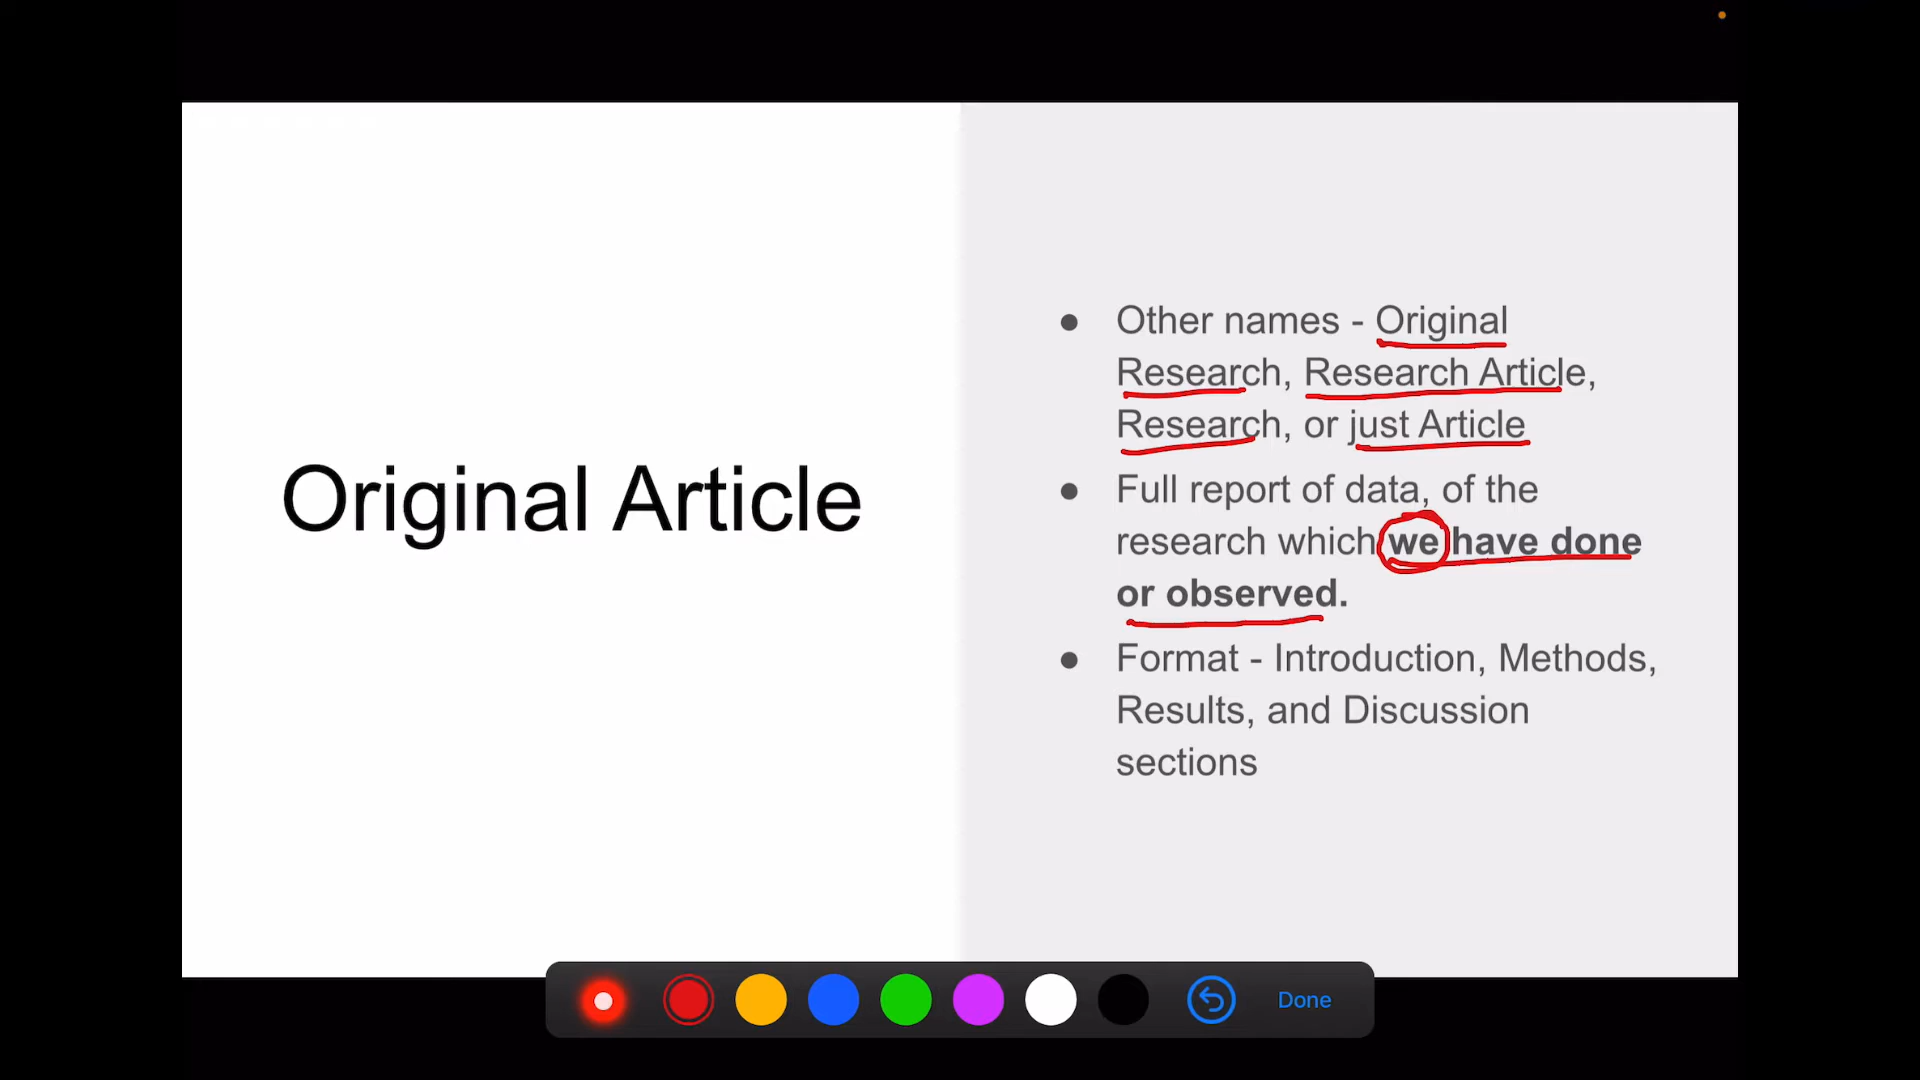 Original Article
● Other names - Original
Research, Research Article,
Research, or just Article
● Full report of data, of the
research which we have done
or observed.
● Format - Introduction, Methods,
Results, and Discussion
sections
Done